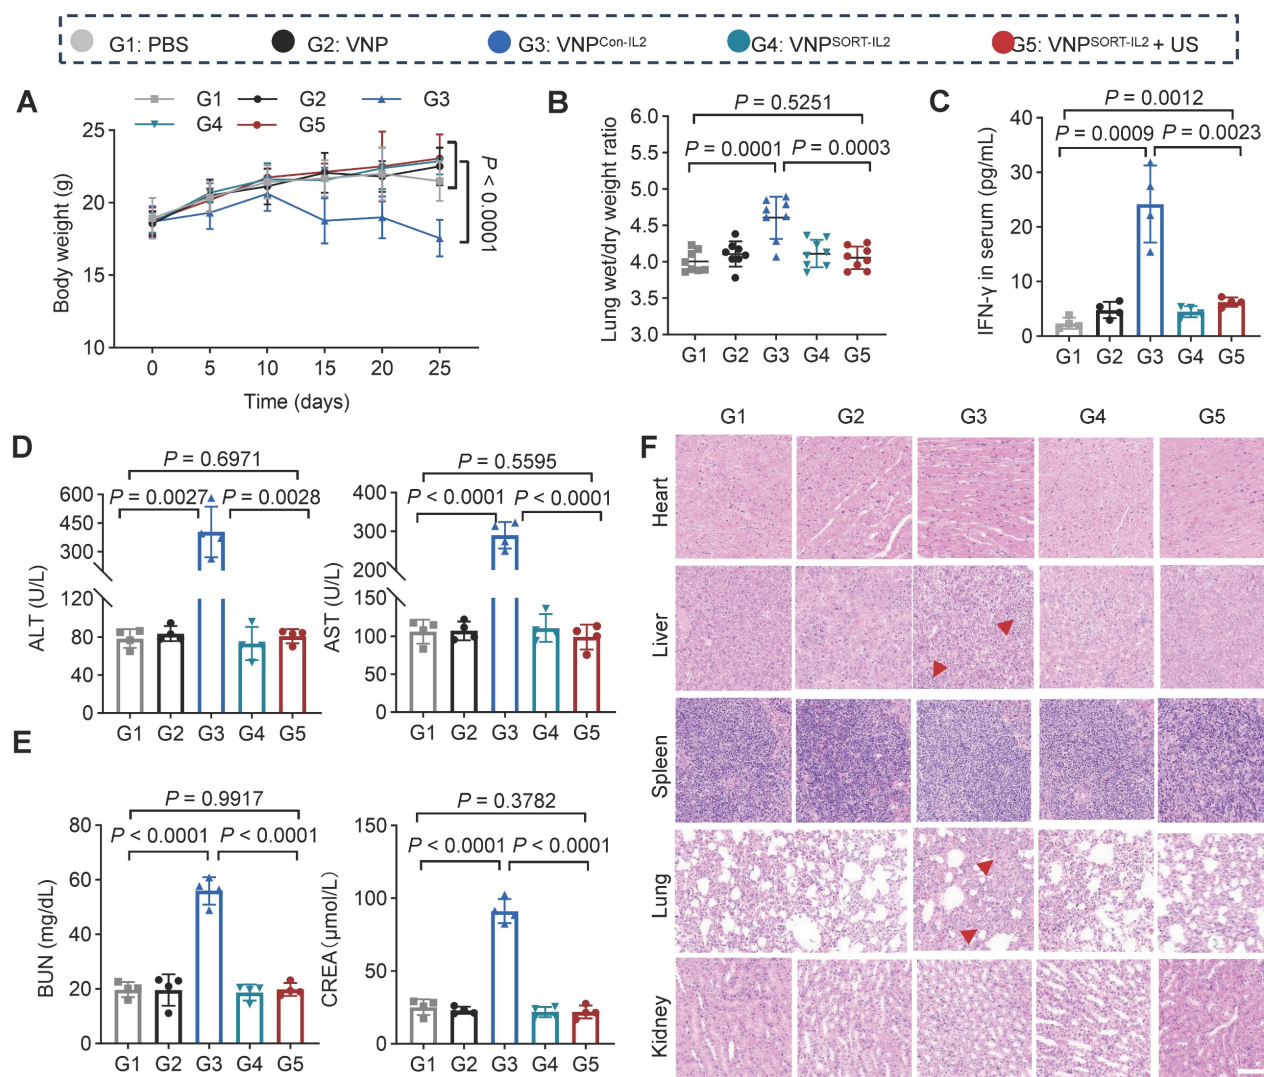 G1: PBS G2: VNP G3: VNPCon-IL2 G4: VNPSORT-IL2 G5: VNPSORT-IL2 + US
A
G1 G2 G3
G4 G5
Body weight (g)
25
20
15
10
0 5 10 15 20 25
Time (days)
P < 0.0001
B
P = 0.5251
P = 0.0001 P = 0.0003
Lung wet/dry weight ratio
6.0
5.0
4.5
4.0
3.5
3.0
G1 G2 G3 G4 G5
C
P = 0.0012
P = 0.0009 P = 0.0023
IFN-γ in serum (pg/mL)
40
30
20
10
0
G1 G2 G3 G4 G5
D
P = 0.6971
P = 0.0027 P = 0.0028
ALT (U/L)
600
450
300
120
80
40
0
G1 G2 G3 G4 G5
P = 0.5595
P < 0.0001 P < 0.0001
AST (U/L)
400
300
200
150
100
50
0
G1 G2 G3 G4 G5
E
P = 0.9917
P < 0.0001 P < 0.0001
BUN (mg/dL)
80
60
40
20
0
G1 G2 G3 G4 G5
P = 0.3782
P < 0.0001 P < 0.0001
CREA (μmol/L)
150
100
50
0
G1 G2 G3 G4 G5
F
G1 G2 G3 G4 G5
Heart
Liver
Spleen
Lung
Kidney